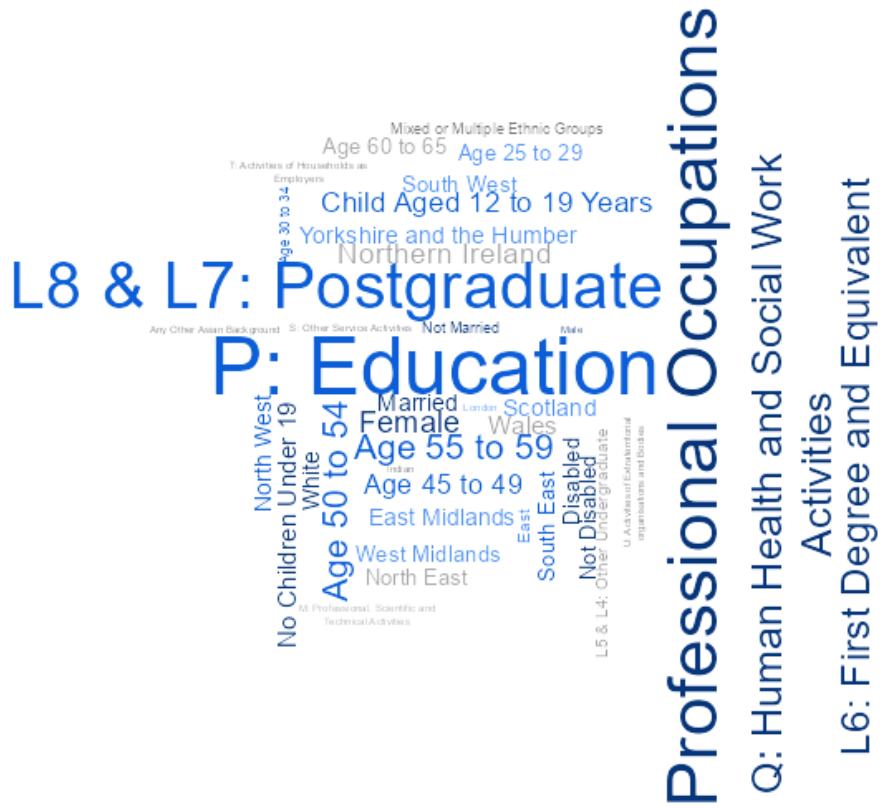 Mixed or Multiple Ethnic Groups
Age 60 to 65
Age 25 to 29
T: Activities of Households as
Employers
South West
Age 30 to 34
Child Aged 12 to 19 Years
Yorkshire and the Humber
Northern Ireland
L8 & L7: Postgraduate
Any Other Asian Background
S: Other Service Activities
Not Married
Male
P: Education
Married
London
Scotland
North West
No Children Under 19
White
Age 50 to 54
Female
Wales
Age 55 to 59
Indian
Age 45 to 49
East Midlands
East
South East
Disabled
Not Disabled
L5 & L4: Other Undergraduate
U: Activities of Extraterritorial
organisations and Bodies
West Midlands
North East
M: Professional, Scientific and
Technical Activities
Professional Occupations
Q: Human Health and Social Work
Activities
L6: First Degree and Equivalent